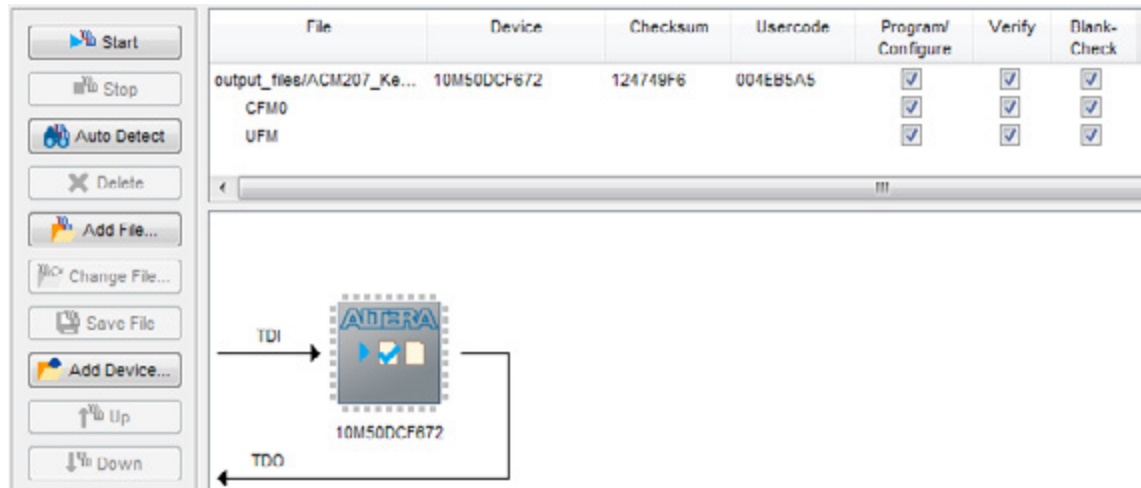 Start
Stop
Auto Detect
Delete
Add File...
Change File...
Save File
Add Device...
Up
Down
File Device Checksum Usercode Program/ Configure Verify Blank- Check
output_files/ACM207_Ke... 10M50DCF672 124749F6 004EB5A5
CFM0
UFM
TDI
ALTERA
10M50DCF672
TDO